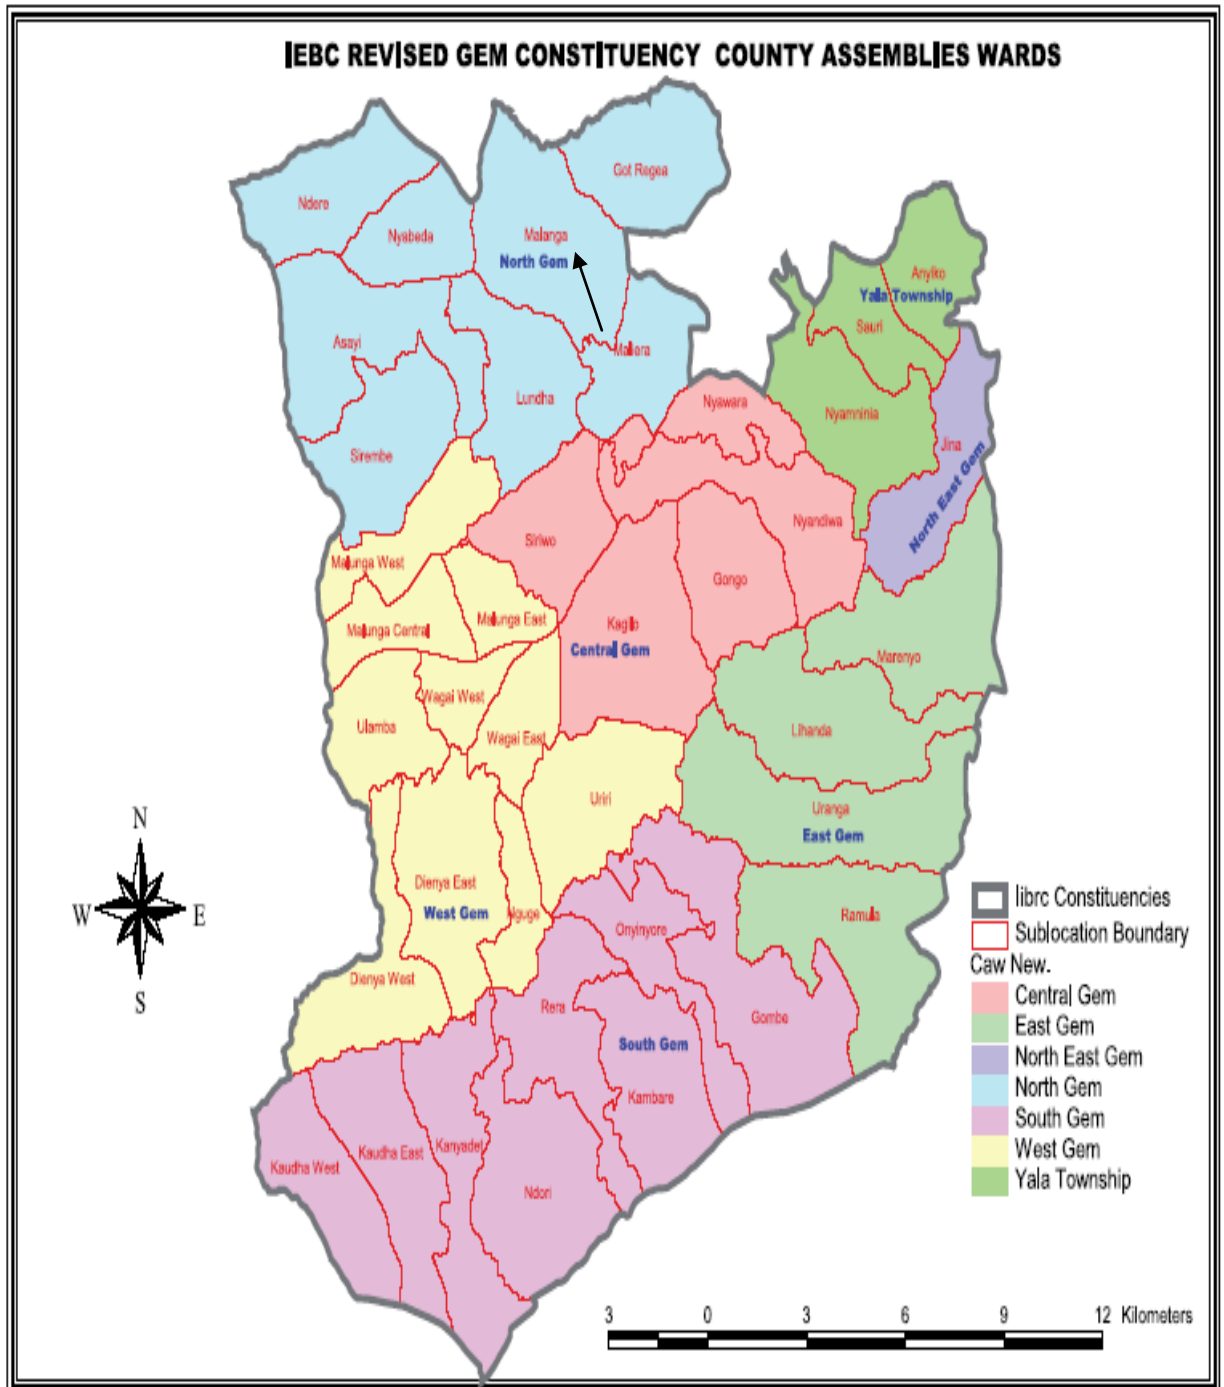 IEBC REVISED GEM CONSTITUENCY COUNTY ASSEMBLIES WARDS
Got Regea
Ndere
Nyabeda
Malanga
North Gem
Anyiko
Yala Township
Sauri
Asayi
Maliera
Lundha
Nyawara
Nyamninia
Jina
North East Gem
Sirembe
Siriwo
Nyandiwa
Malunga West
Gongo
Malunga East
Kagilo
Malunga Central
Central Gem
Marenyo
Wagai West
Ulamba
Wagai East
Lihanda
Uriri
Uranga
East Gem
Dienya East
West Gem
Nguge
Ramula
Onyinyore
Dienya West
Rera
Gombe
South Gem
Kambare
Kanyadet
Kaudha East
Kaudha West
Ndori
N
W
E
S
Iibrc Constituencies
Sublocation Boundary
Caw New.
Central Gem
East Gem
North East Gem
North Gem
South Gem
West Gem
Yala Township
3 0 3 6 9 12 Kilometers